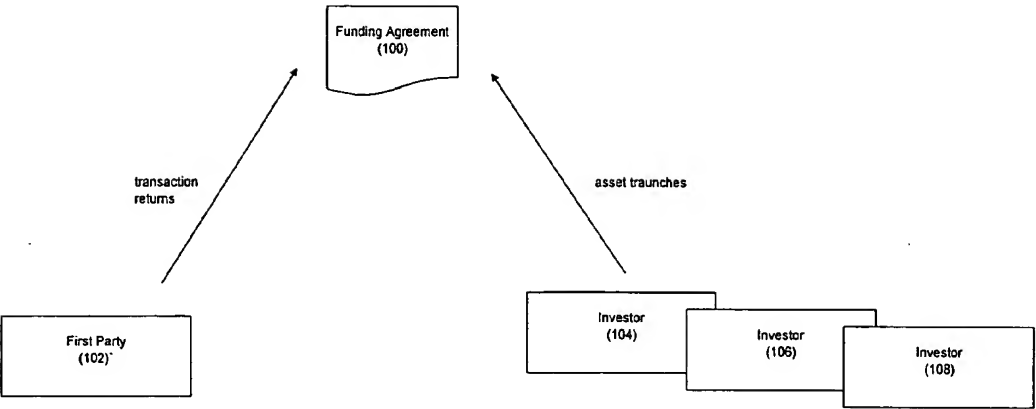 Funding Agreement
(100)
transaction
returns
asset traunches
First Party
(102)
Investor
(104)
Investor
(106)
Investor
(108)